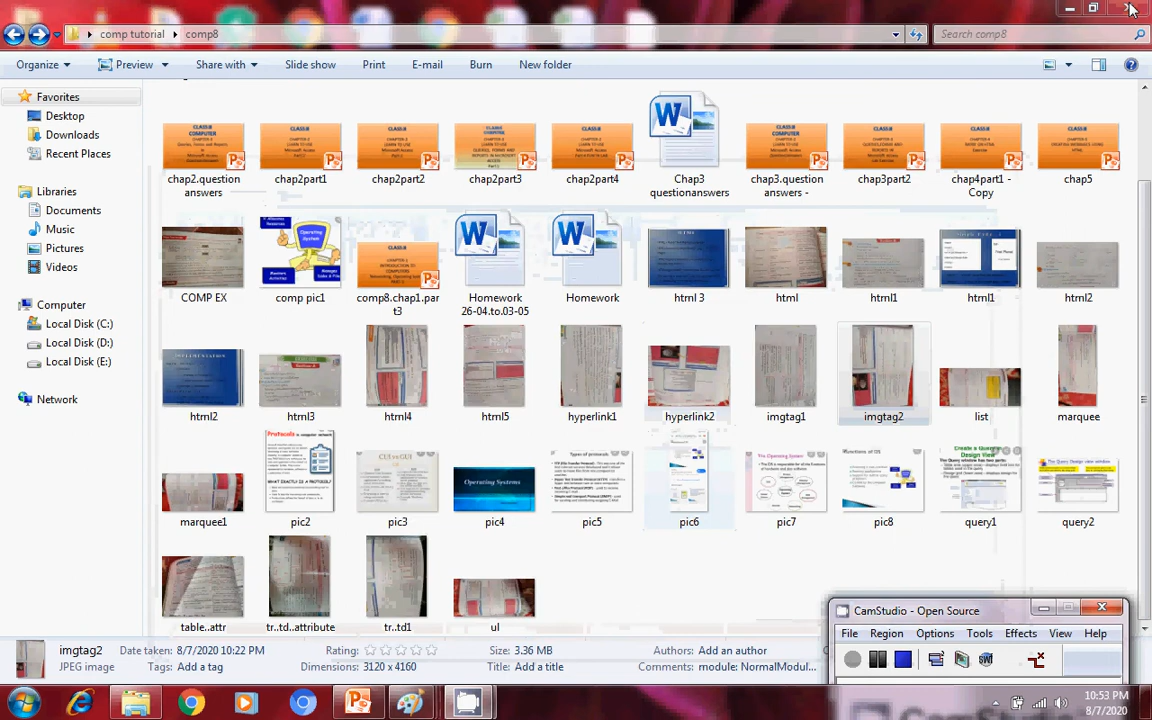 comp tutorial
comp8
Search comp8
Organize
Preview
Share with
Slide show
Print
E-mail
Burn
New folder
Favorites
Desktop
Downloads
Recent Places
Libraries
Documents
Music
Pictures
Videos
Computer
Local Disk (C:)
Local Disk (D:)
Local Disk (E:)
Network
chap2.question
answers
chap2part1
chap2part2
chap2part3
chap2part4
Chap3
questionanswers
chap3.question
answers -
chap3part2
chap4part1 -
Copy
chap5
COMP EX
comp pic1
comp8.chap1.par
t3
Homework
26-04.to.03-05
Homework
html 3
html
html1
html1
html2
html2
html3
html4
html5
hyperlink1
hyperlink2
imgtag1
imgtag2
list
marquee
marquee1
pic2
pic3
pic4
pic5
pic6
pic7
pic8
query1
query2
table..attr
tr..td..attribute
tr..td1
ul
Operating Systems
CamStudio - Open Source
File
Region
Options
Tools
Effects
View
Help
imgtag2
JPEG image
Date taken: 8/7/2020 10:22 PM
Tags: Add a tag
Rating:
Dimensions: 3120 x 4160
Size: 3.36 MB
Title: Add a title
Authors: Add an author
Comments: module: NormalModul...
10:53 PM
8/7/2020